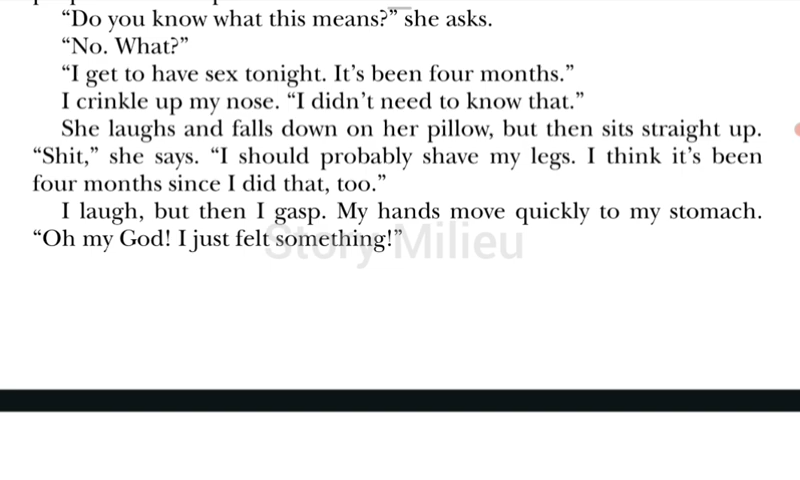 “Do you know what this means?” she asks.
“No. What?”
“I get to have sex tonight. It’s been four months.”
I crinkle up my nose. “I didn’t need to know that.”
She laughs and falls down on her pillow, but then sits straight up.
“Shit,” she says. “I should probably shave my legs. I think it’s been
four months since I did that, too.”
I laugh, but then I gasp. My hands move quickly to my stomach.
“Oh my God! I just felt something!”
Story Milieu